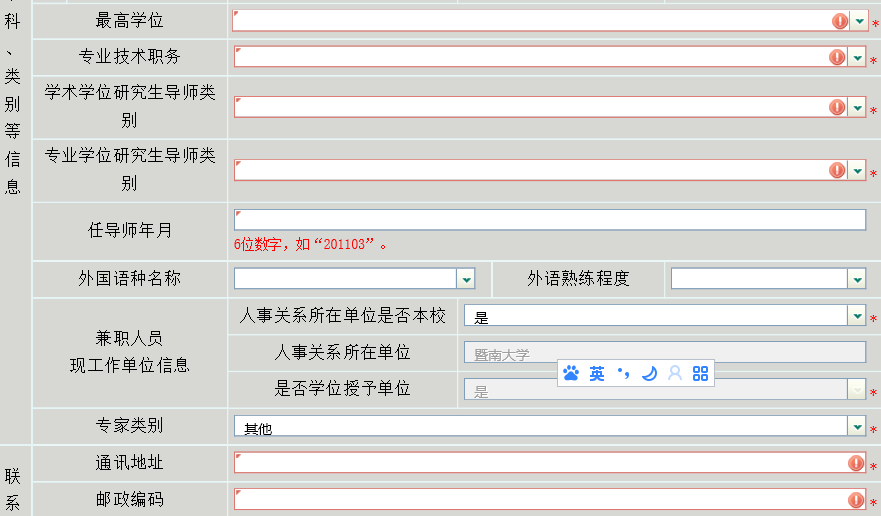 科、类别等信息
最高学位
*
专业技术职务
*
学术学位研究生导师类
别
*
专业学位研究生导师类
别
*
任导师年月
6位数字，如“201103”。
外国语种名称
外语熟练程度
兼职人员
现工作单位信息
人事关系所在单位是否本校
是
*
人事关系所在单位
暨南大学
英
是否学位授予单位
是
*
专家类别
其他
*
联系
通讯地址
*
邮政编码
*